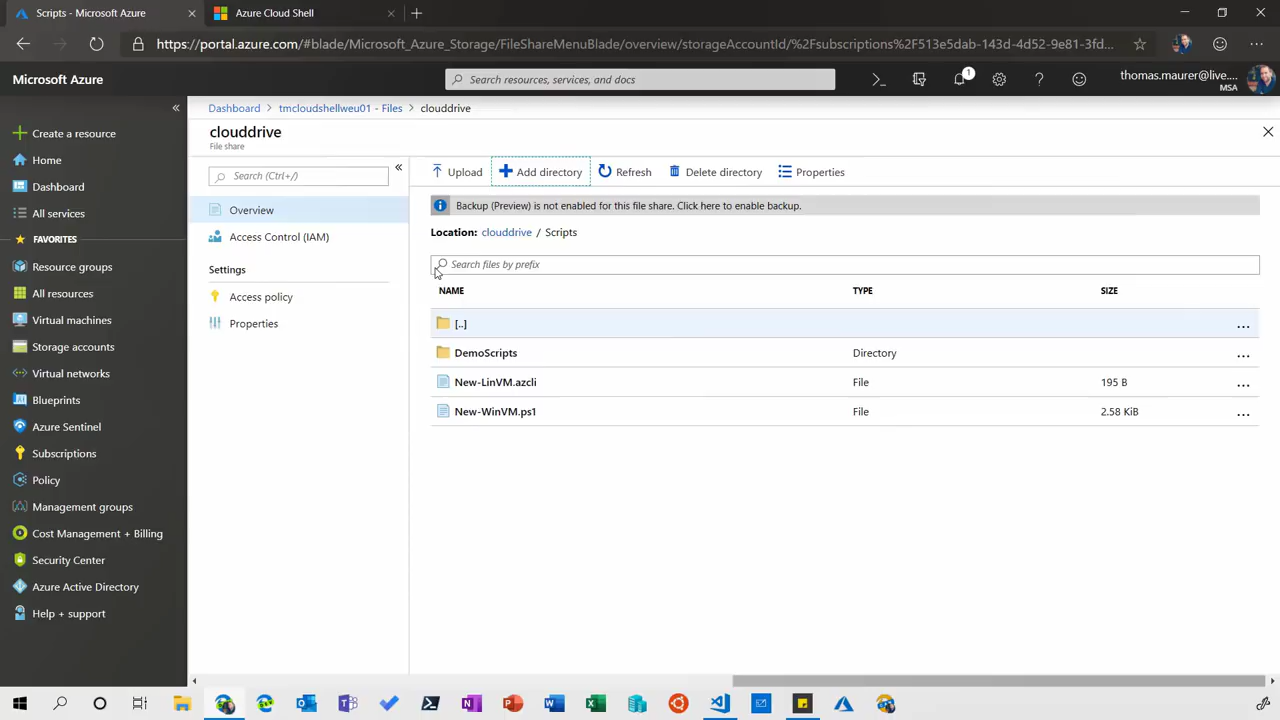 Scripts - Microsoft Azure
Azure Cloud Shell
https://portal.azure.com/#blade/Microsoft_Azure_Storage/FileShareMenuBlade/overview/storageAccountId/%2Fsubscriptions%2F513e5dab-143d-4d52-9e81-3fd...
Microsoft Azure
Search resources, services, and docs
1
thomas.maurer@live....
MSA
Dashboard > tmcloudshellweu01 - Files > clouddrive
clouddrive
File share
Create a resource
Home
Dashboard
All services
FAVORITES
Resource groups
All resources
Virtual machines
Storage accounts
Virtual networks
Blueprints
Azure Sentinel
Subscriptions
Policy
Management groups
Cost Management + Billing
Security Center
Azure Active Directory
Help + support
Search (Ctrl+/)
Overview
Access Control (IAM)
Settings
Access policy
Properties
Upload Add directory Refresh Delete directory Properties
Backup (Preview) is not enabled for this file share. Click here to enable backup.
Location: clouddrive / Scripts
Search files by prefix
NAME TYPE SIZE
[..] ...
DemoScripts Directory ...
New-LinVM.azcli File 195 B ...
New-WinVM.ps1 File 2.58 KiB ...